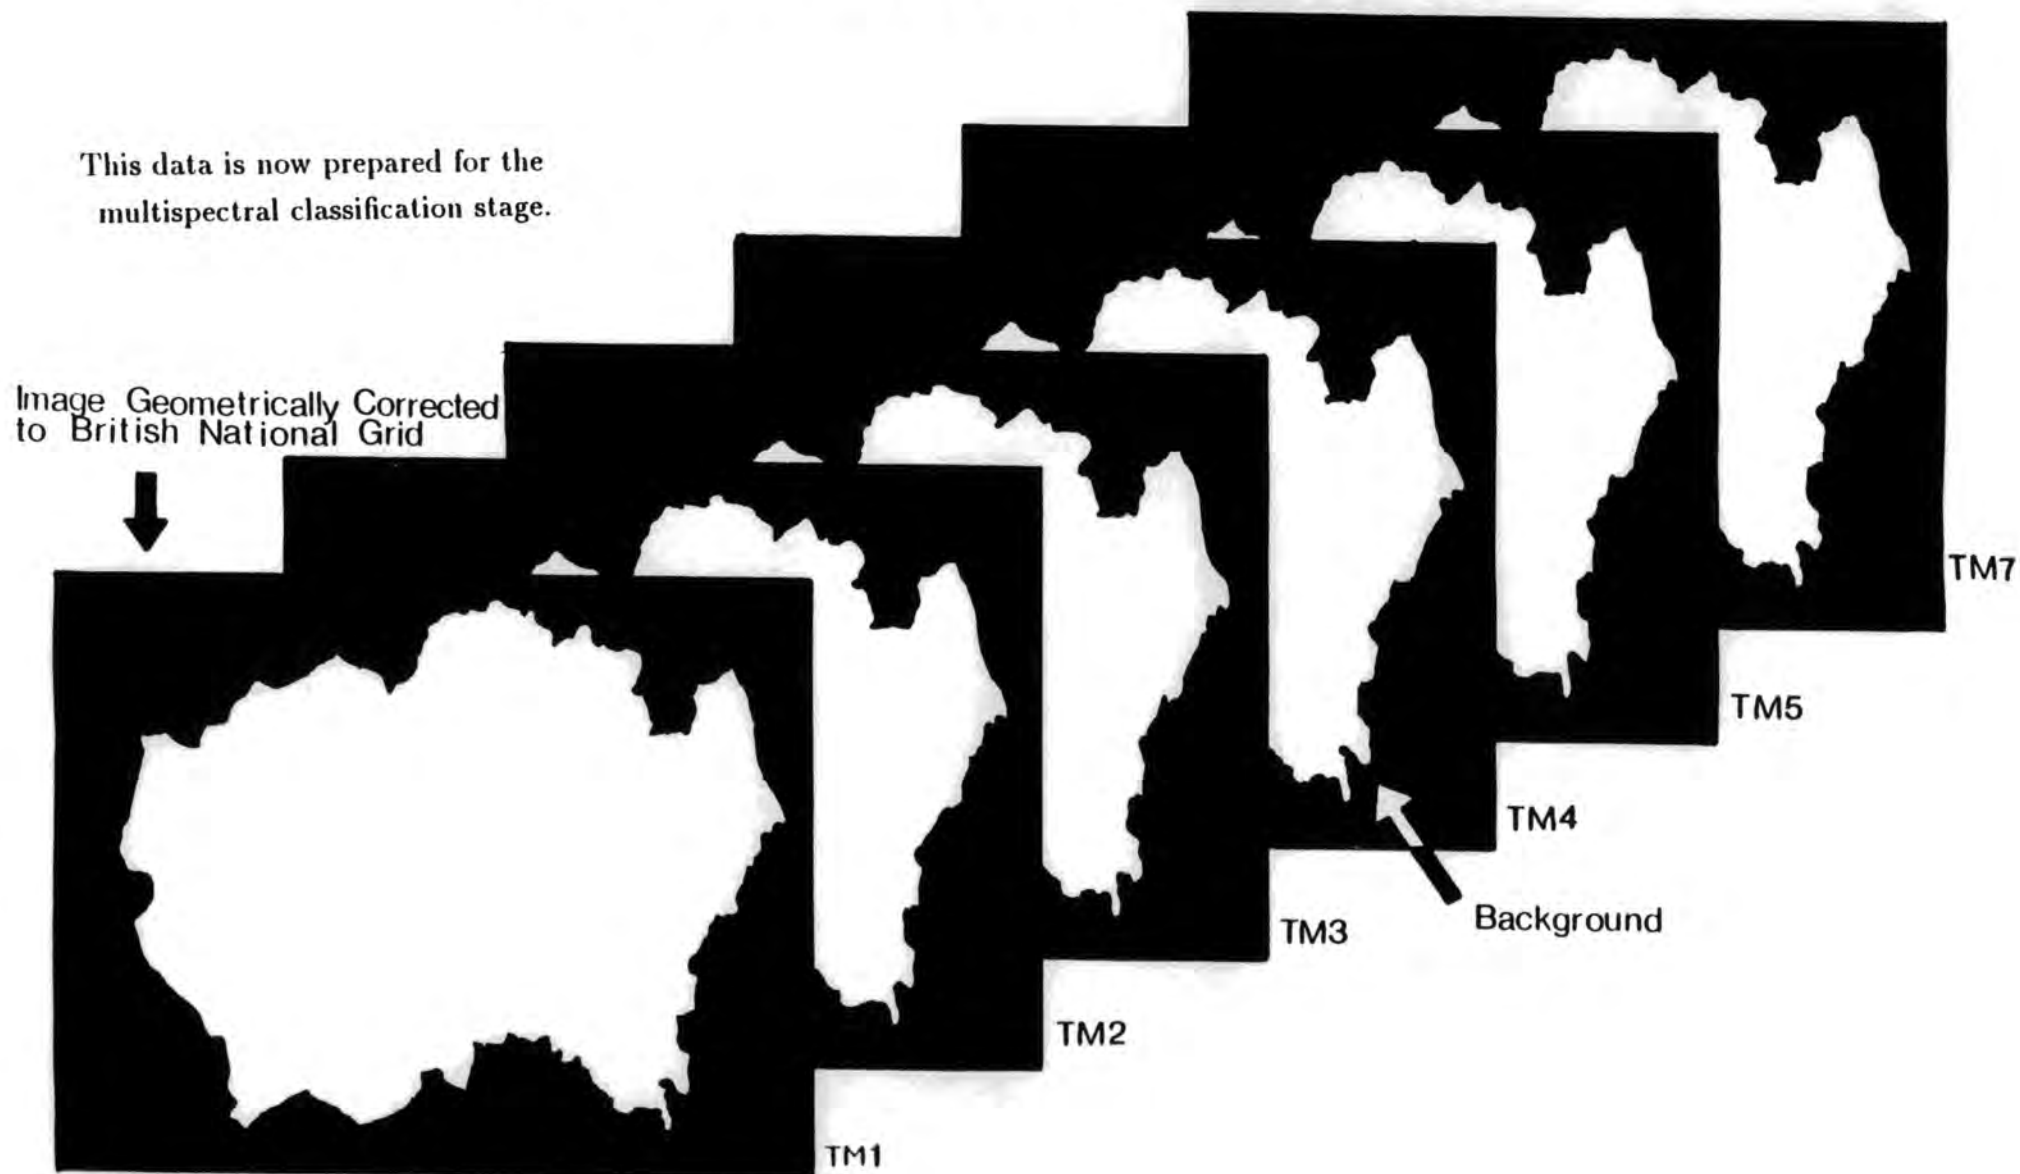 This data is now prepared for the
multispectral classification stage.
Image Geometrically Corrected
to British National Grid
TM7
TM5
TM4
Background
TM3
TM2
TM1